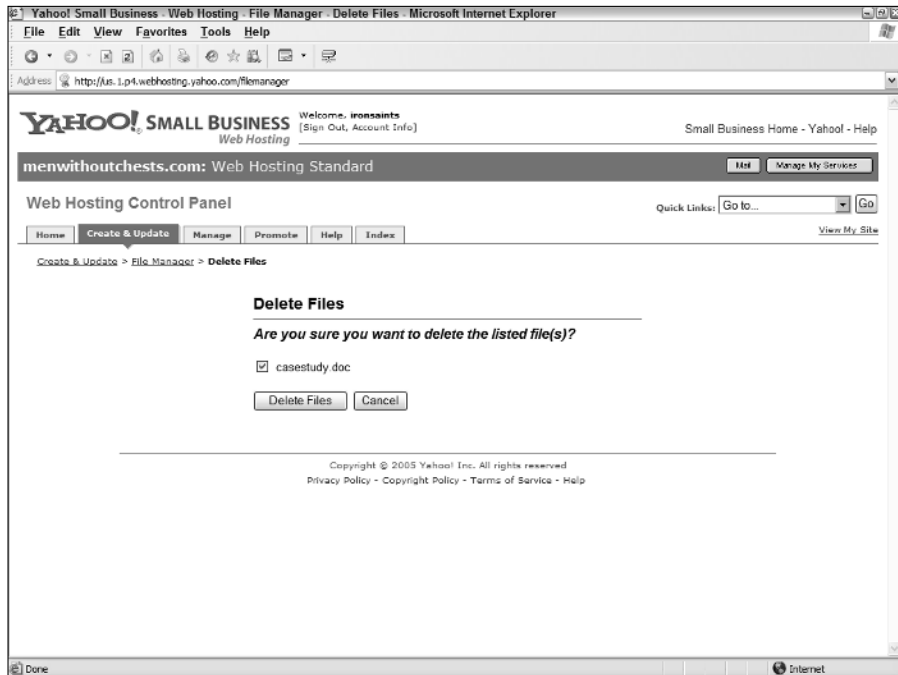 Yahoo! Small Business - Web Hosting - File Manager - Delete Files - Microsoft Internet Explorer
File Edit View Favorites Tools Help
Address http://us.1.p4.webhosting.yahoo.com/filemanager
YAHOO! SMALL BUSINESS
Web Hosting
Welcome, ironsaints
[Sign Out, Account Info]
Small Business Home - Yahoo! - Help
menwithoutchests.com: Web Hosting Standard
Mail
Manage My Services
Web Hosting Control Panel
Quick Links: Go to... Go
Home Create & Update Manage Promote Help Index
View My Site
Create & Update > File Manager > Delete Files
Delete Files
Are you sure you want to delete the listed file(s)?
casestudy.doc
Delete Files Cancel
Copyright © 2005 Yahoo! Inc. All rights reserved
Privacy Policy - Copyright Policy - Terms of Service - Help
Done
Internet